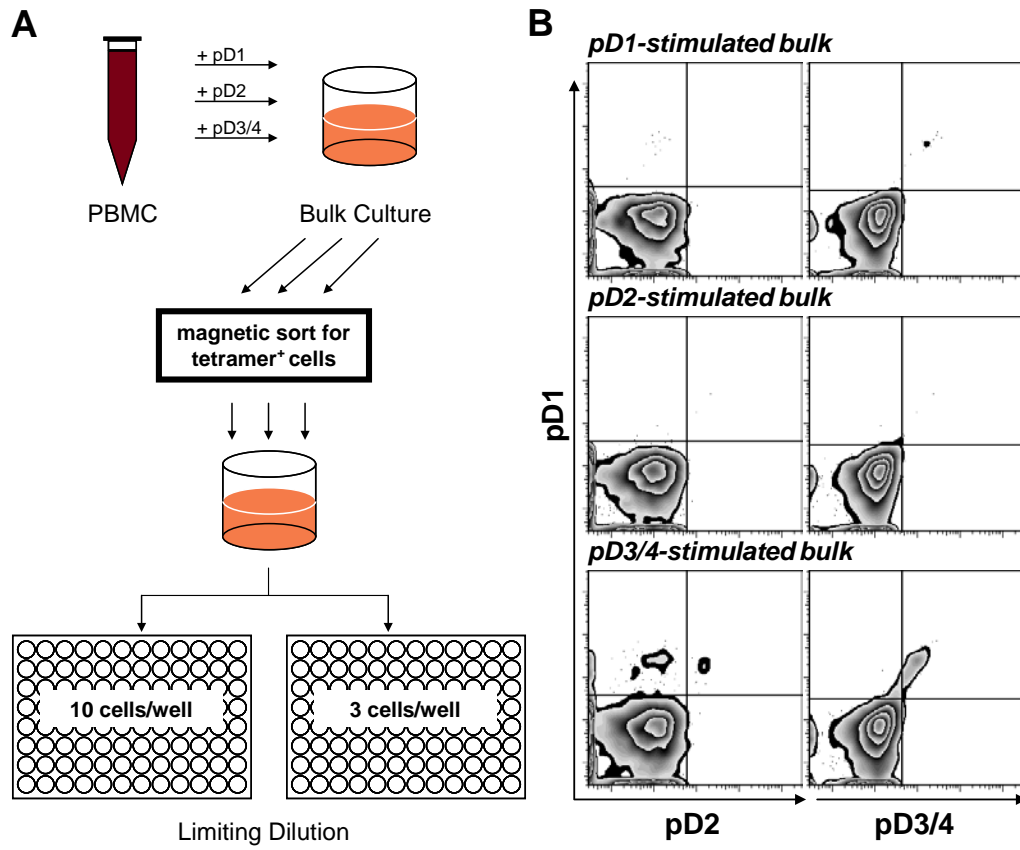 A
+ pD1
+ pD2
+ pD3/4
PBMC
Bulk Culture
magnetic sort for
tetramer+ cells
10 cells/well
3 cells/well
Limiting Dilution
B
pD1-stimulated bulk
pD2-stimulated bulk
pD3/4-stimulated bulk
pD1
pD2
pD3/4